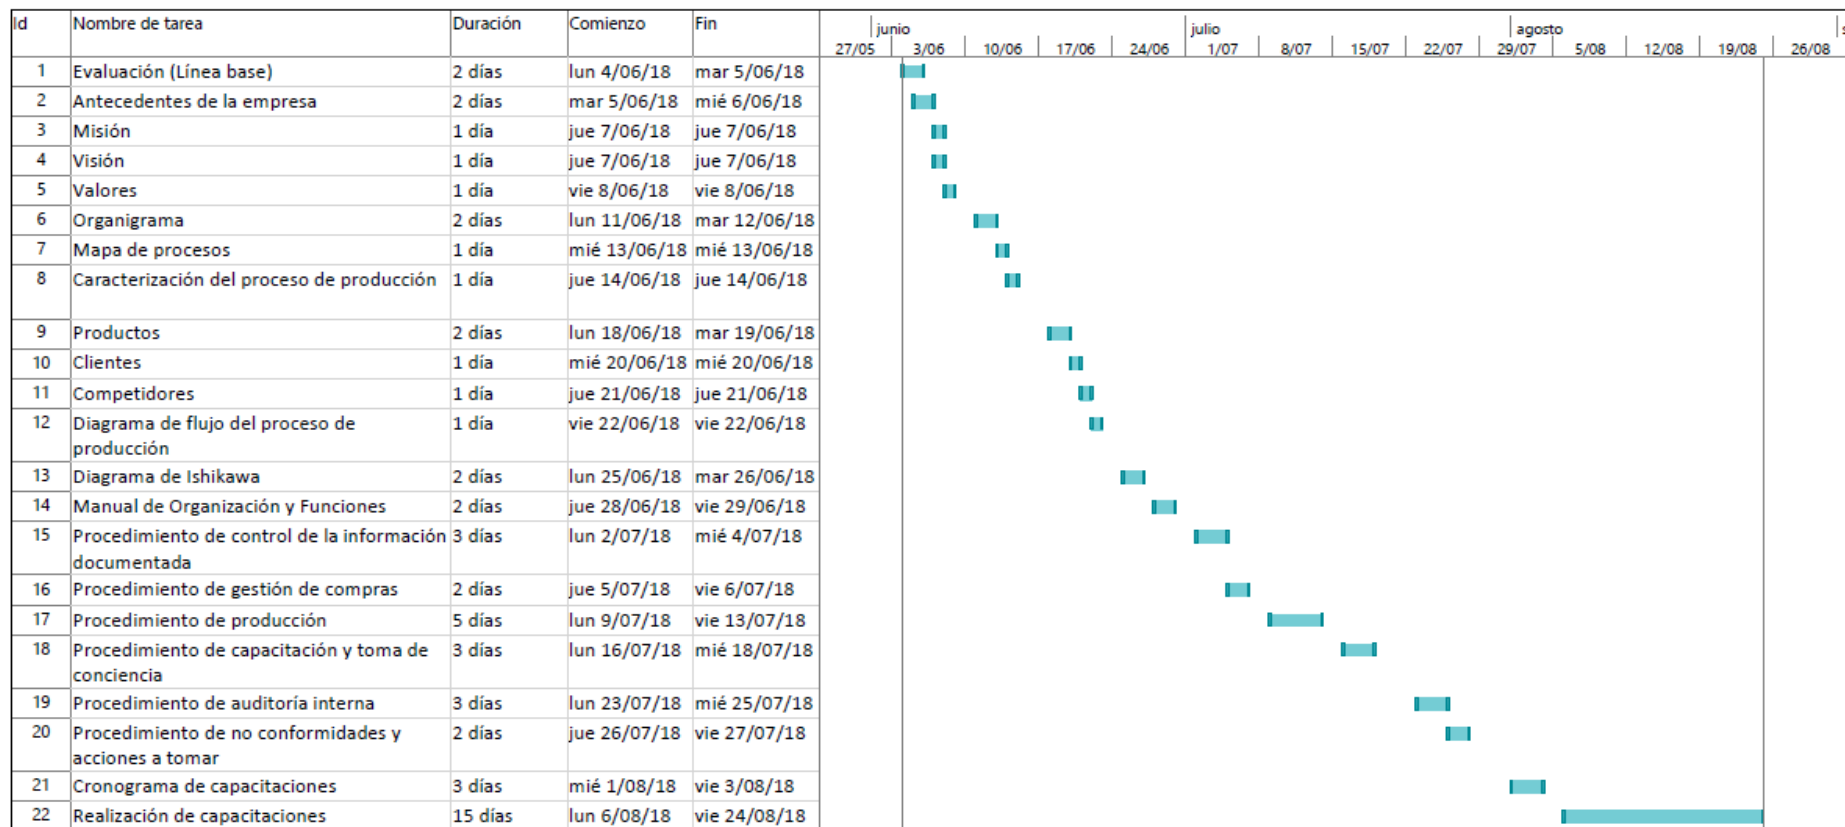 Id Nombre de tarea Duración Comienzo Fin
junio julio agosto s
27/05 3/06 10/06 17/06 24/06 1/07 8/07 15/07 22/07 29/07 5/08 12/08 19/08 26/08
1 Evaluación (Línea base) 2 días lun 4/06/18 mar 5/06/18
2 Antecedentes de la empresa 2 días mar 5/06/18 mié 6/06/18
3 Misión 1 día jue 7/06/18 jue 7/06/18
4 Visión 1 día jue 7/06/18 jue 7/06/18
5 Valores 1 día vie 8/06/18 vie 8/06/18
6 Organigrama 2 días lun 11/06/18 mar 12/06/18
7 Mapa de procesos 1 día mié 13/06/18 mié 13/06/18
8 Caracterización del proceso de producción 1 día jue 14/06/18 jue 14/06/18
9 Productos 2 días lun 18/06/18 mar 19/06/18
10 Clientes 1 día mié 20/06/18 mié 20/06/18
11 Competidores 1 día jue 21/06/18 jue 21/06/18
12 Diagrama de flujo del proceso de 1 día vie 22/06/18 vie 22/06/18
producción
13 Diagrama de Ishikawa 2 días lun 25/06/18 mar 26/06/18
14 Manual de Organización y Funciones 2 días jue 28/06/18 vie 29/06/18
15 Procedimiento de control de la información 3 días lun 2/07/18 mié 4/07/18
documentada
16 Procedimiento de gestión de compras 2 días jue 5/07/18 vie 6/07/18
17 Procedimiento de producción 5 días lun 9/07/18 vie 13/07/18
18 Procedimiento de capacitación y toma de 3 días lun 16/07/18 mié 18/07/18
conciencia
19 Procedimiento de auditoría interna 3 días lun 23/07/18 mié 25/07/18
20 Procedimiento de no conformidades y 2 días jue 26/07/18 vie 27/07/18
acciones a tomar
21 Cronograma de capacitaciones 3 días mié 1/08/18 vie 3/08/18
22 Realización de capacitaciones 15 días lun 6/08/18 vie 24/08/18